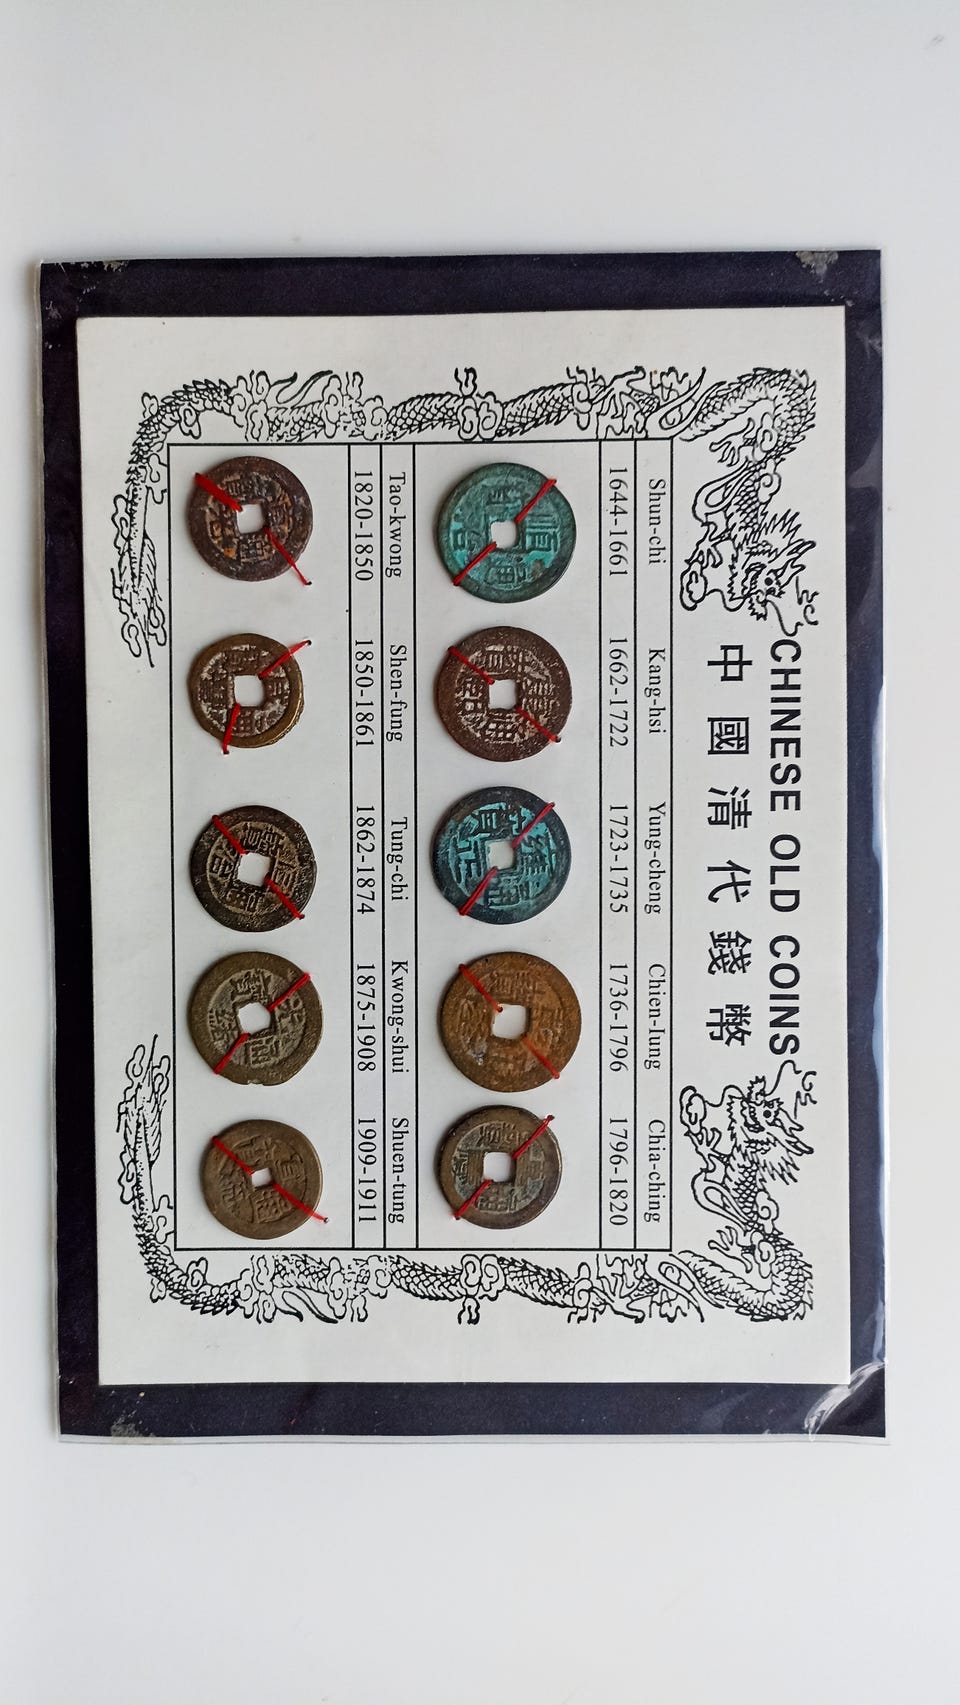 CHINESE OLD COINS
中國清代錢幣
Shun-chi Kang-hsi Yung-cheng Chien-lung Chia-ching
1644-1661 1662-1722 1723-1735 1736-1796 1796-1820
Tao-kwong Shen-fung Tung-chi Kwong-shui Shuen-tung
1820-1850 1850-1861 1862-1874 1875-1908 1909-1911